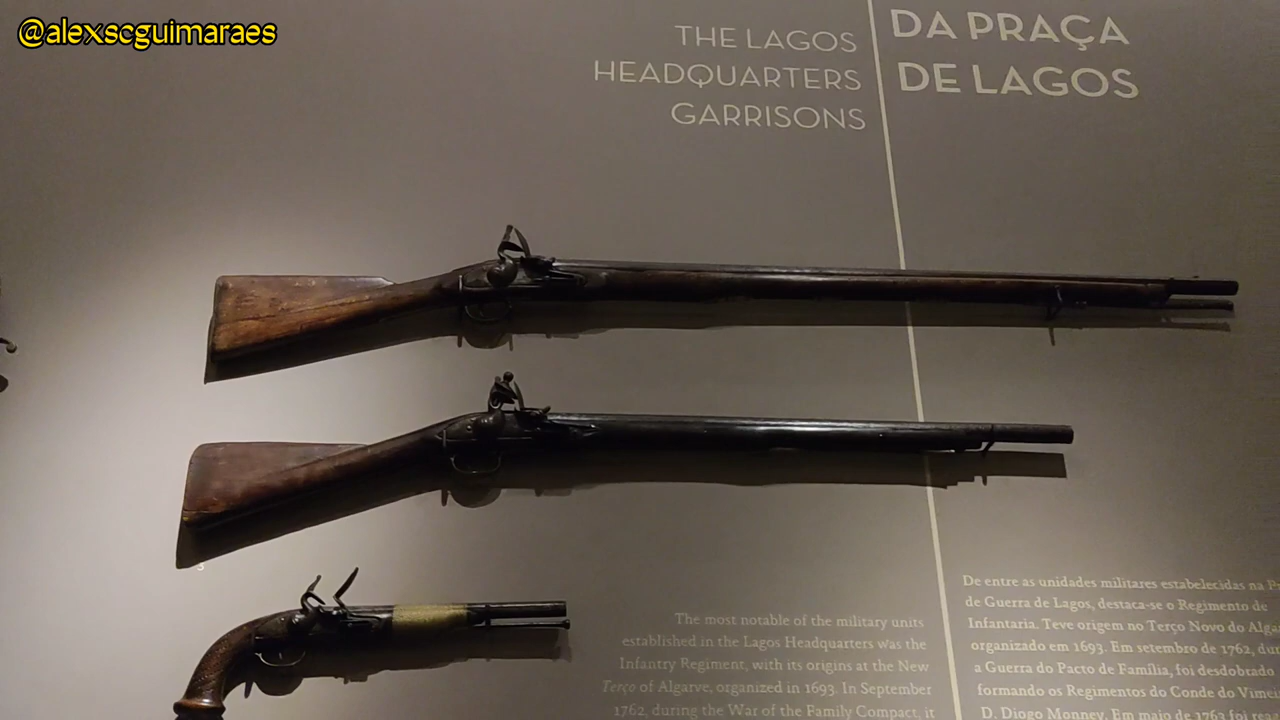 @alexscguimaraes
THE LAGOS
HEADQUARTERS
GARRISONS
DA PRAÇA
DE LAGOS
3
The most notable of the military units
established in the Lagos Headquarters was the
Infantry Regiment, with its origins at the New
Terço of Algarve, organized in 1693. In September
1762, during the War of the Family Compact, it
De entre as unidades militares estabelecidas na
de Guerra de Lagos, destaca-se o Regimento de
Infantaria. Teve origem no Terço Novo do
organizado em 1693. Em setembro de 1762,
a Guerra do Pacto de Família, foi desdobrado
formando os Regimentos do Conde do
D. Diogo Monney. Em maio de 1763 foi